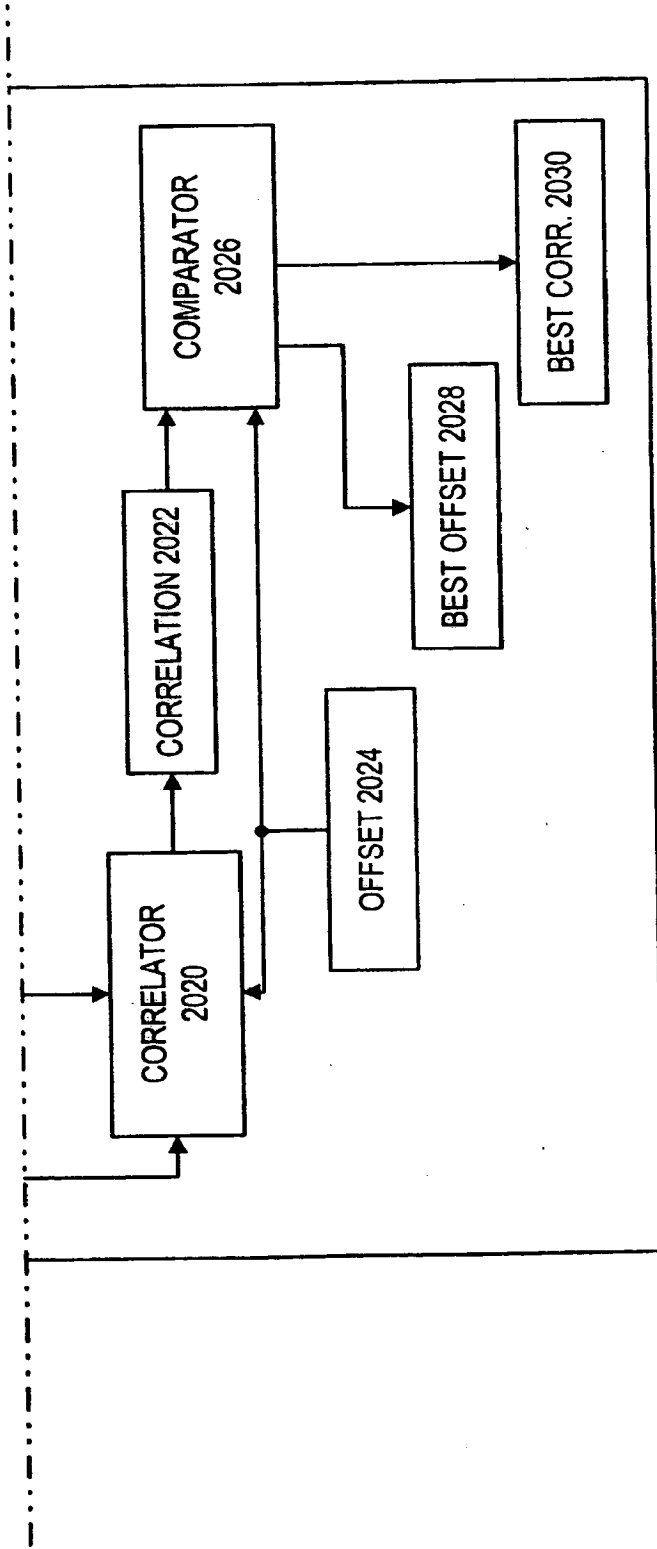 CORRELATOR
2020
CORRELATION 2022
COMPARATOR
2026
OFFSET 2024
BEST OFFSET 2028
BEST CORR. 2030